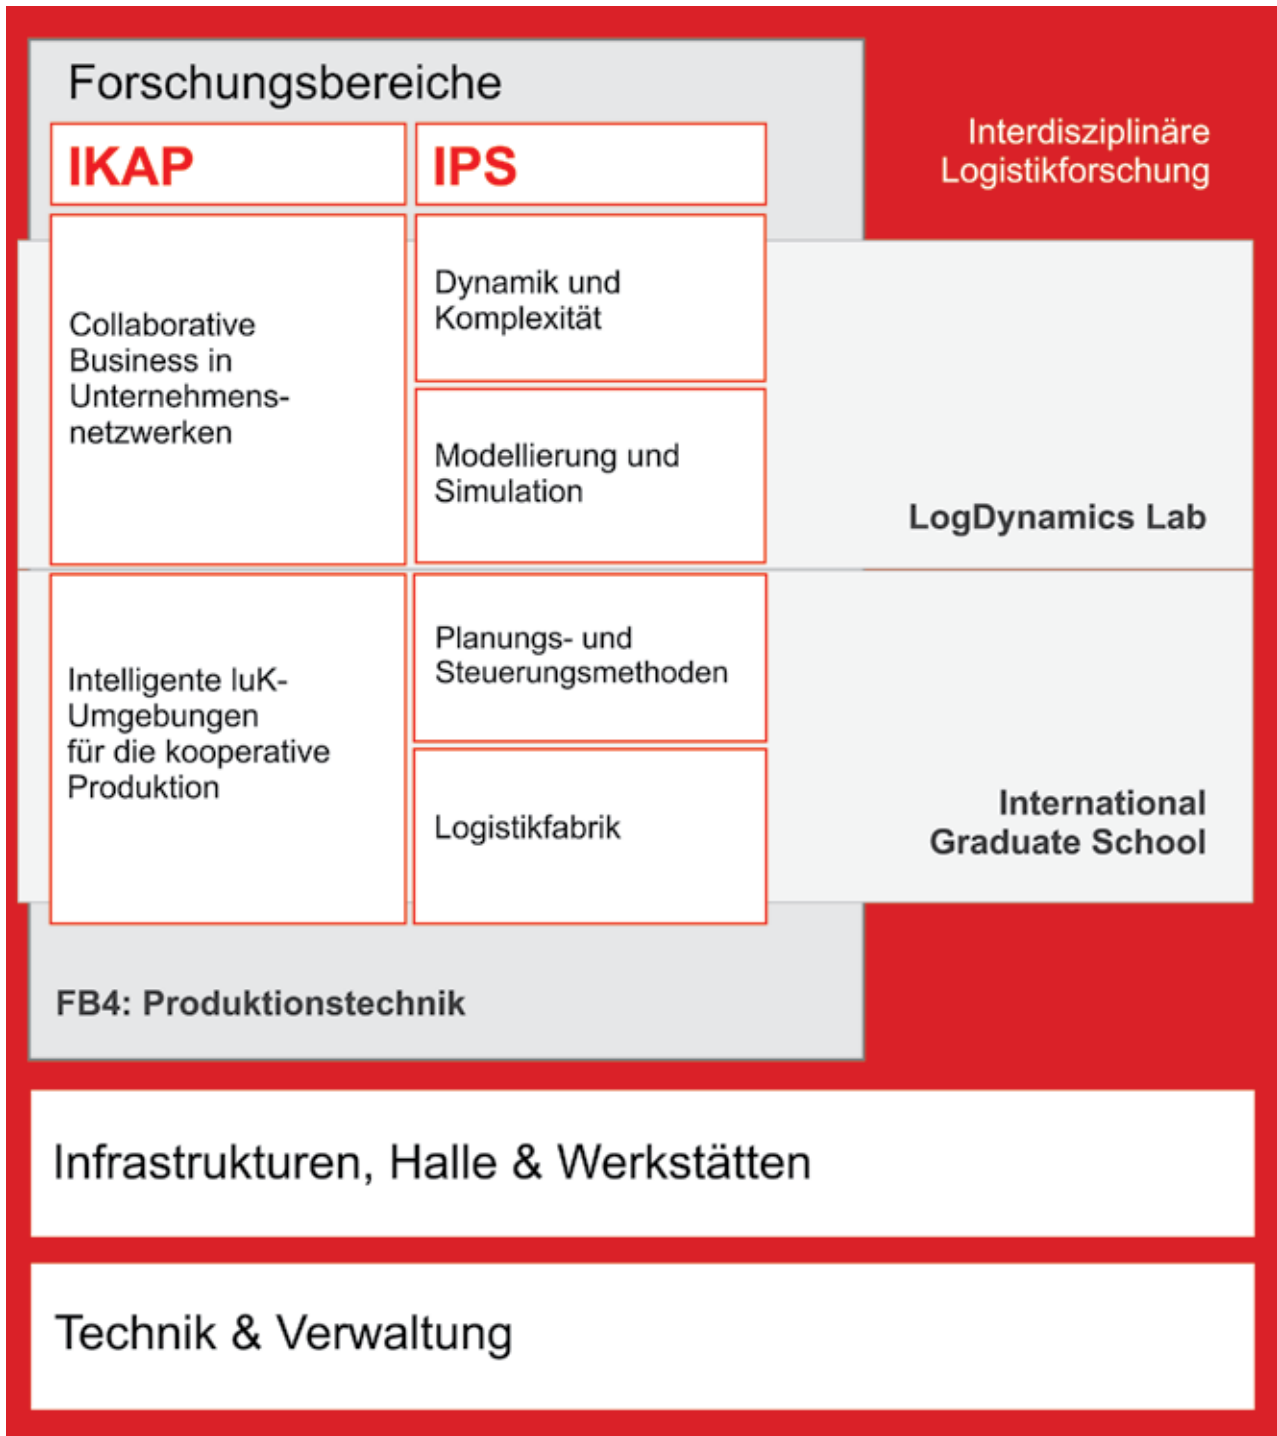 Forschungsbereiche
IKAP
IPS
Interdisziplinäre
Logistikforschung
Collaborative
Business in
Unternehmens-
netzwerken
Dynamik und
Komplexität
Modellierung und
Simulation
LogDynamics Lab
Intelligente IuK-
Umgebungen
für die kooperative
Produktion
Planungs- und
Steuerungsmethoden
Logistikfabrik
International
Graduate School
FB4: Produktionstechnik
Infrastrukturen, Halle & Werkstätten
Technik & Verwaltung